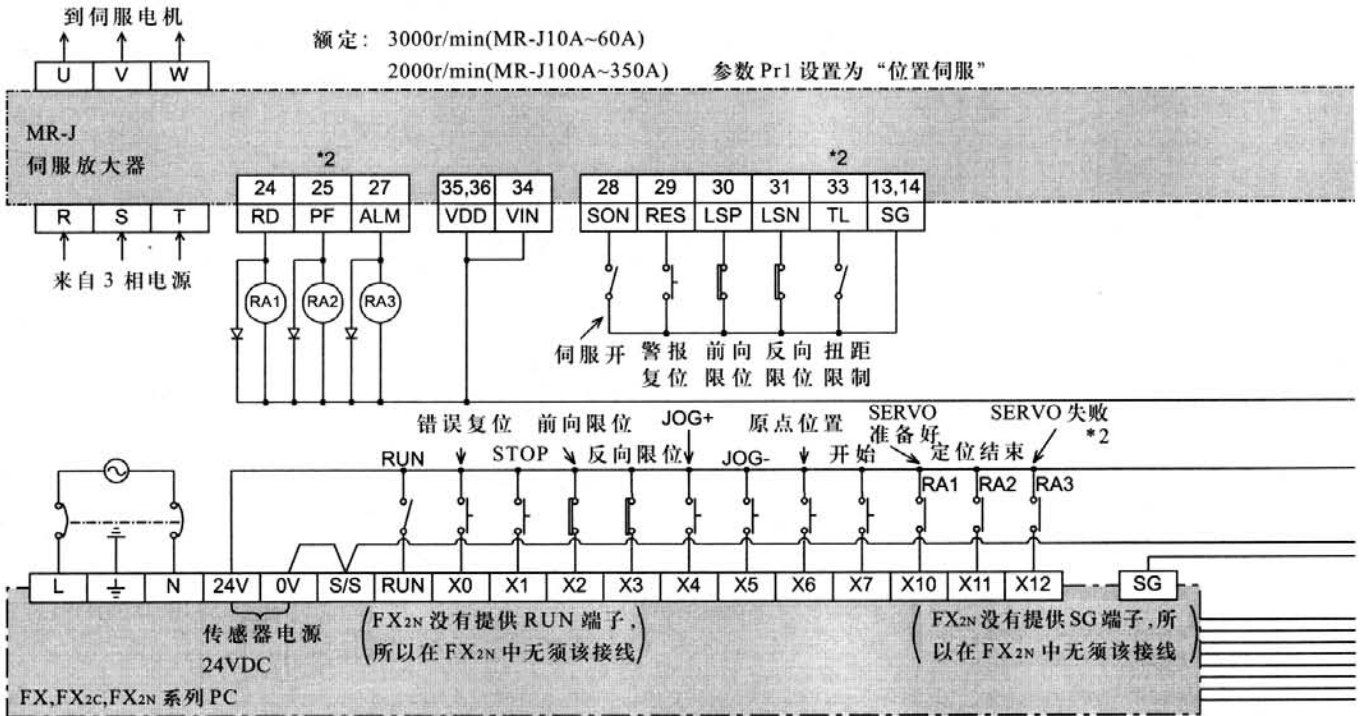 到伺服电机
额定: 3000r/min(MR-J10A~60A)
U V W
2000r/min(MR-J100A~350A) 参数 Pr1 设置为“位置伺服”
MR-J
伺服放大器
*2 *2
24 25 27 35,36 34 28 29 30 31 33 13,14
R S T RD PF ALM VDD VIN SON RES LSP LSN TL SG
来自 3 相电源
RA1 RA2 RA3
伺服开 警报 前向 反向 扭距
复位 限位 限位 限制
错误复位 前向限位 JOG+ 原点位置 SERVO SERVO 失败
准备好 *2
RUN STOP 反向限位 JOG- 开始 定位结束
RA1 RA2 RA3
L N 24V 0V S/S RUN X0 X1 X2 X3 X4 X5 X6 X7 X10 X11 X12 SG
传感器电源
24VDC
(FX2N 没有提供 RUN 端子,
所以在 FX2N 中无须该接线)
(FX2N 没有提供 SG 端子,所
以在 FX2N 中无须该接线)
FX,FX2C,FX2N 系列 PC